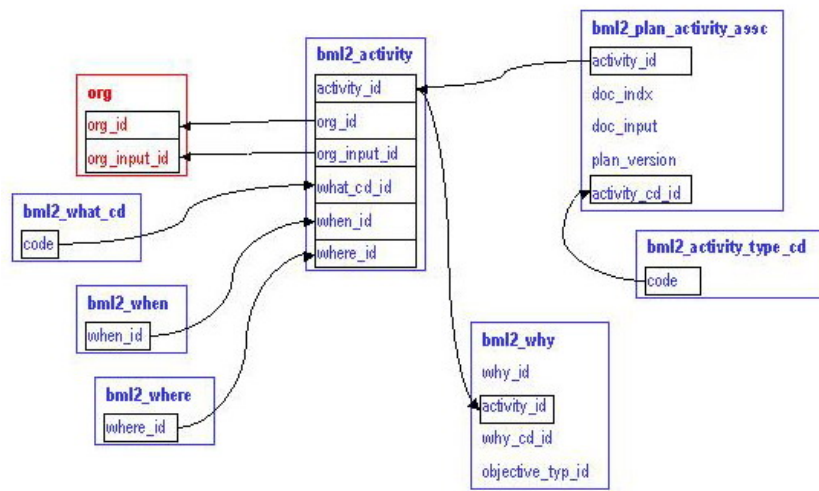 bml2_plan_activity_assc
activity_id
doc_indx
doc_input
plan_version
activity_cd_id
bml2_activity
activity_id
org_id
org_input_id
what_cd_id
when_id
where_id
org
org_id
org_input_id
bml2_what_cd
code
bml2_activity_type_cd
code
bml2_when
when_id
bml2_why
why_id
activity_id
why_cd_id
objective_typ_id
bml2_where
where_id